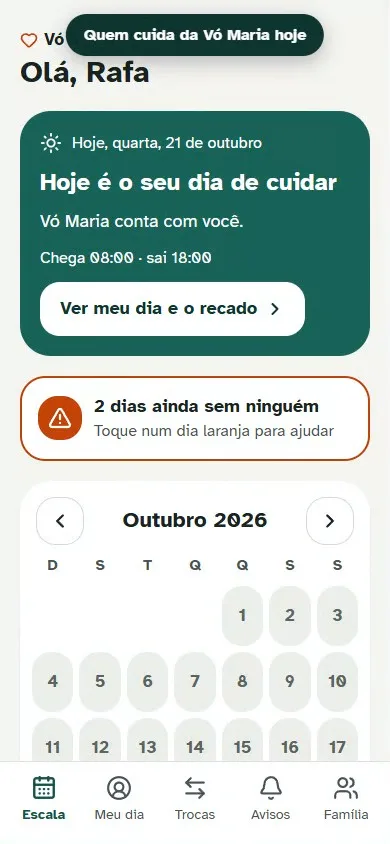 Vó
Quem cuida da Vó Maria hoje
Olá, Rafa
Hoje, quarta, 21 de outubro
Hoje é o seu dia de cuidar
Vó Maria conta com você.
Chega 08:00 · sai 18:00
Ver meu dia e o recado
2 dias ainda sem ninguém
Toque num dia laranja para ajudar
Outubro 2026
D S T Q Q S S
1 2 3
4 5 6 7 8 9 10
11 12 13 14 15 16 17
Escala Meu dia Trocas Avisos Família